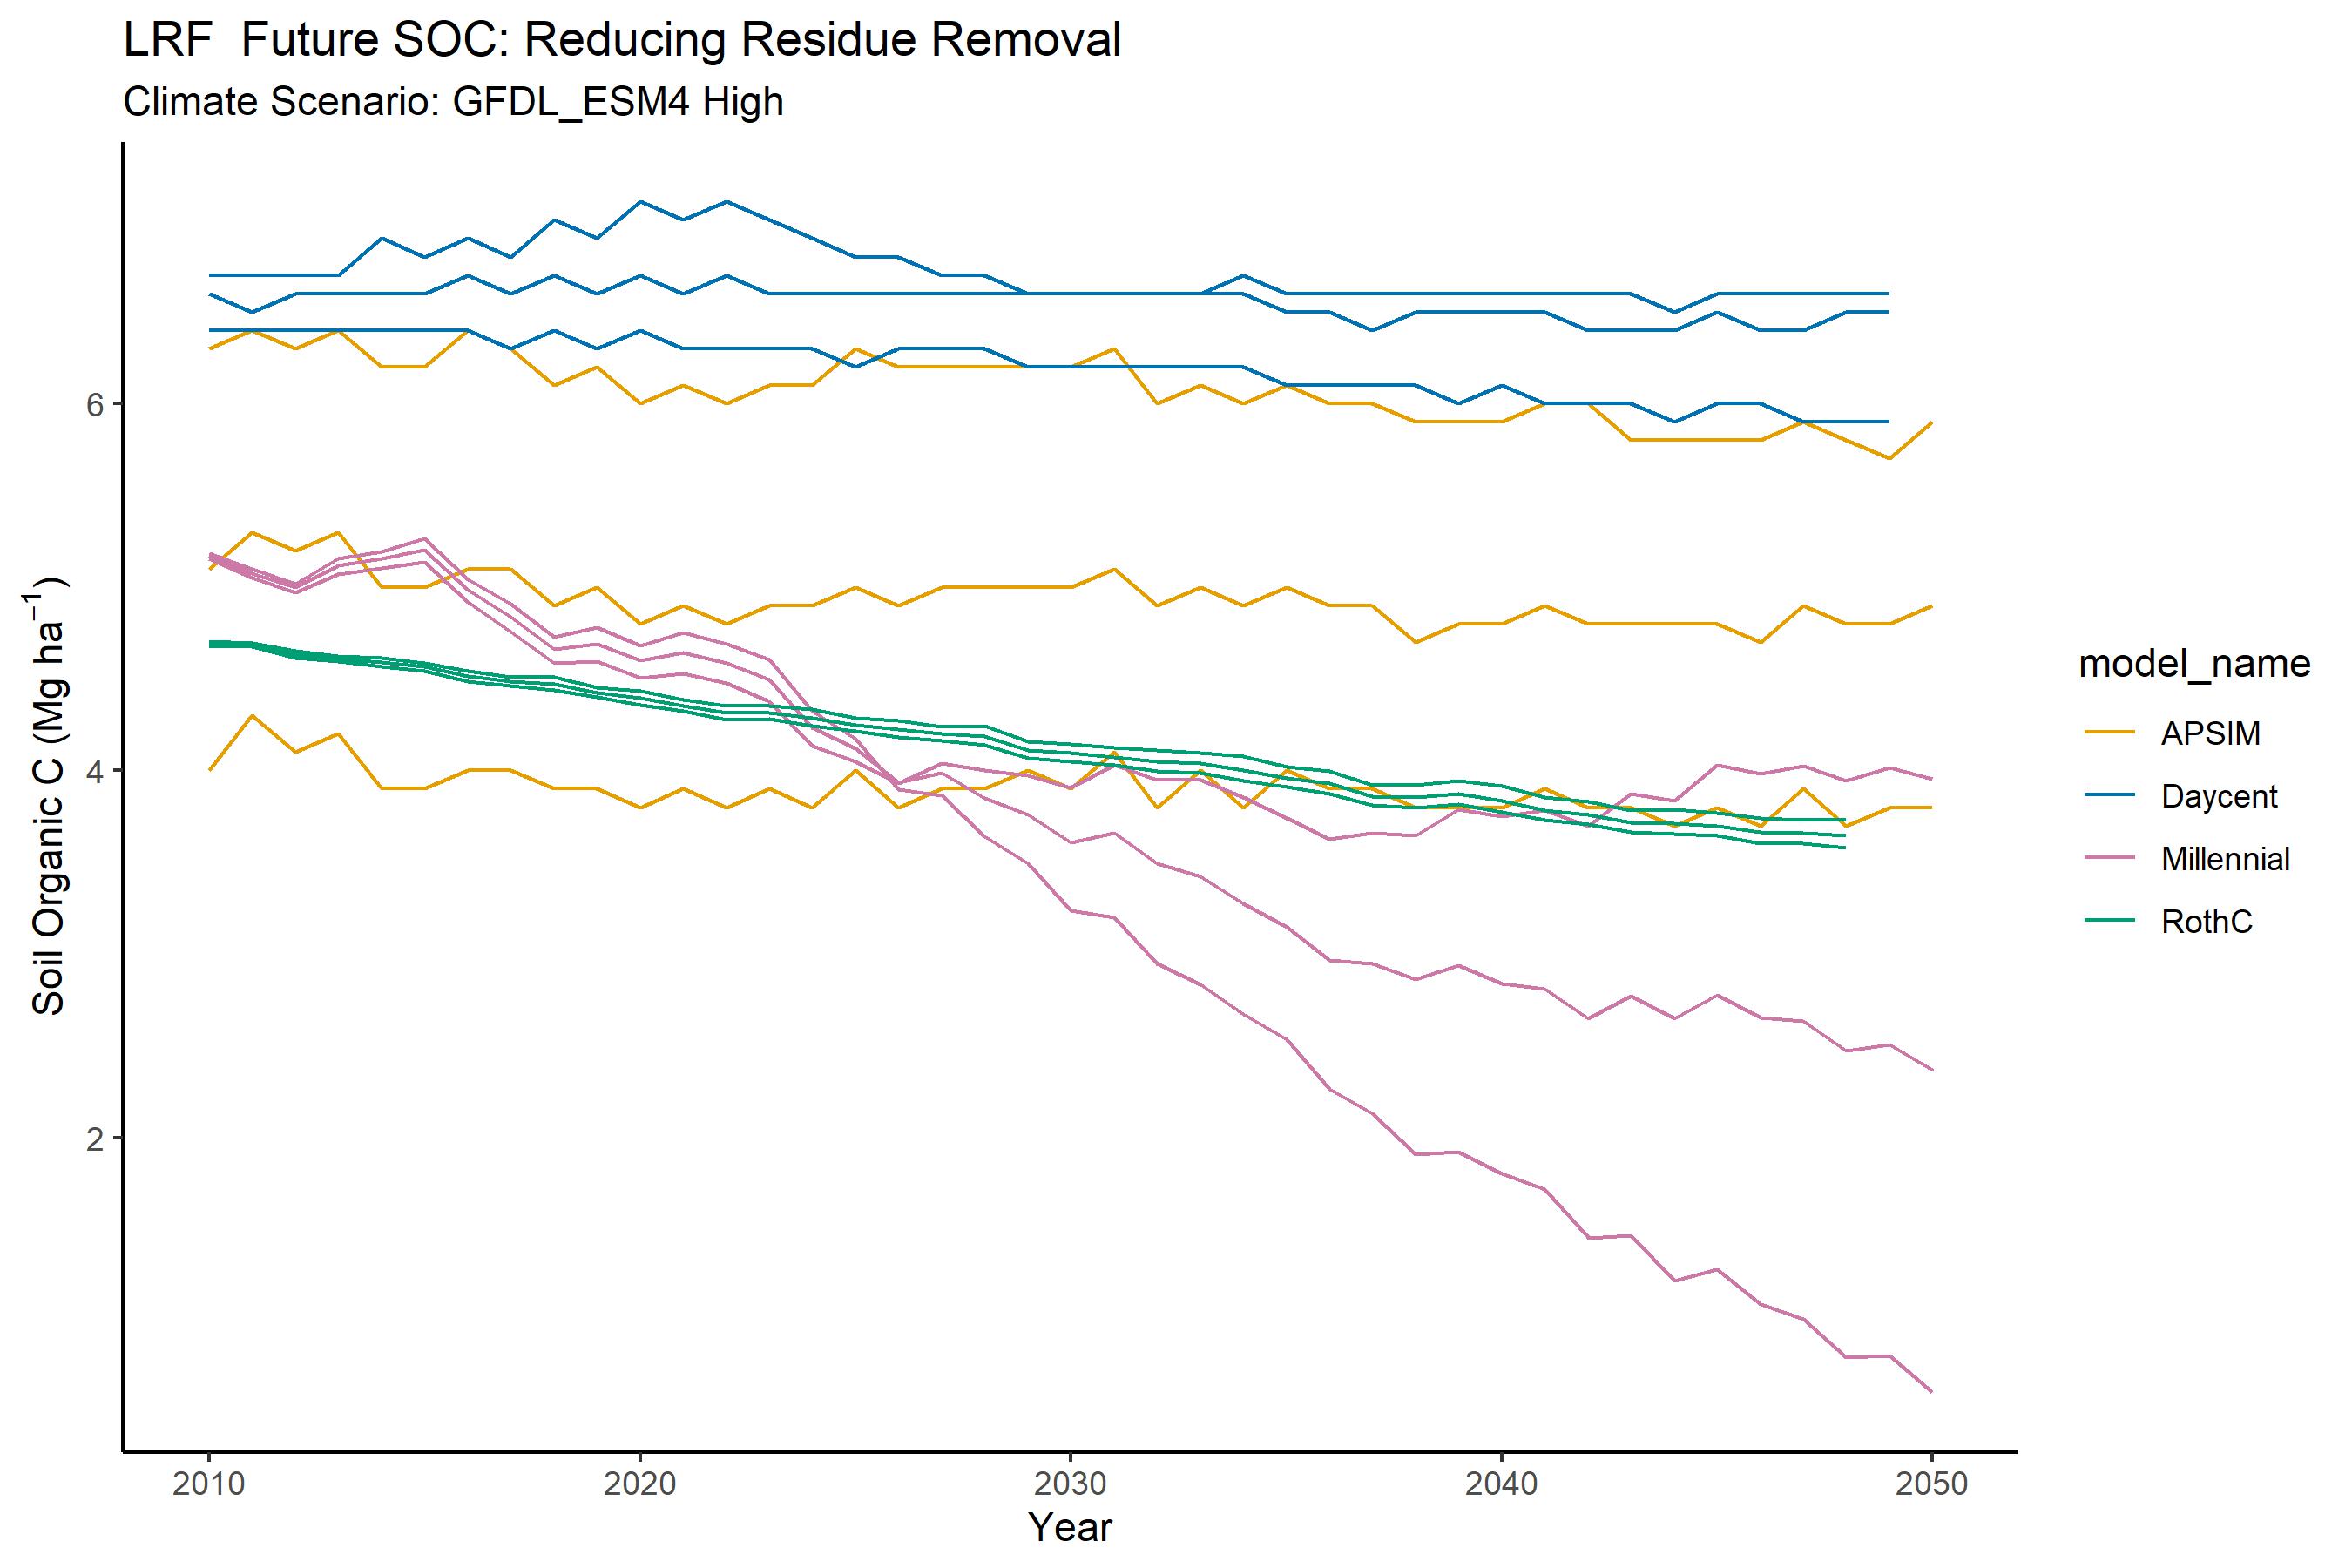 LRF  Future SOC: Reducing Residue Removal
Climate Scenario: GFDL_ESM4 High
Soil Organic C (Mg ha⁻¹)
6
4
2
2010 2020 2030 2040 2050
Year
model_name
APSIM
Daycent
Millennial
RothC